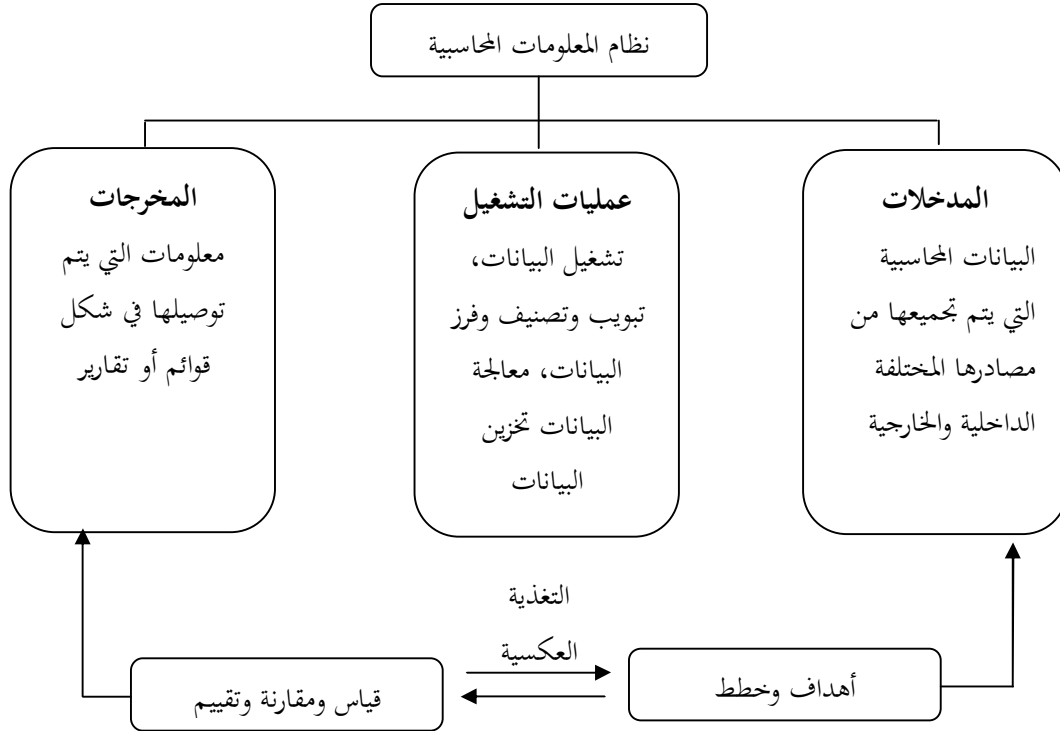 نظام المعلومات المحاسبية
المدخلات
البيانات المحاسبية
التي يتم تجميعها من
مصادرها المختلفة
الداخلية والخارجية
عمليات التشغيل
تشغيل البيانات،
تبويب وتصنيف وفرز
البيانات، معالجة
البيانات تخزين
البيانات
المخرجات
معلومات التي يتم
توصيلها في شكل
قوائم أو تقارير
التغذية
العكسية
أهداف وخطط
قياس ومقارنة وتقييم